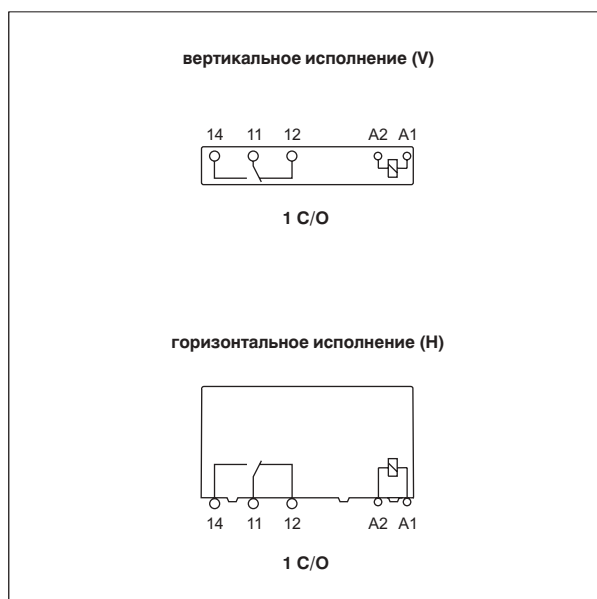 вертикальное исполнение (V)
14 11 12 A2 A1
1 C/O
горизонтальное исполнение (H)
14 11 12 A2 A1
1 C/O